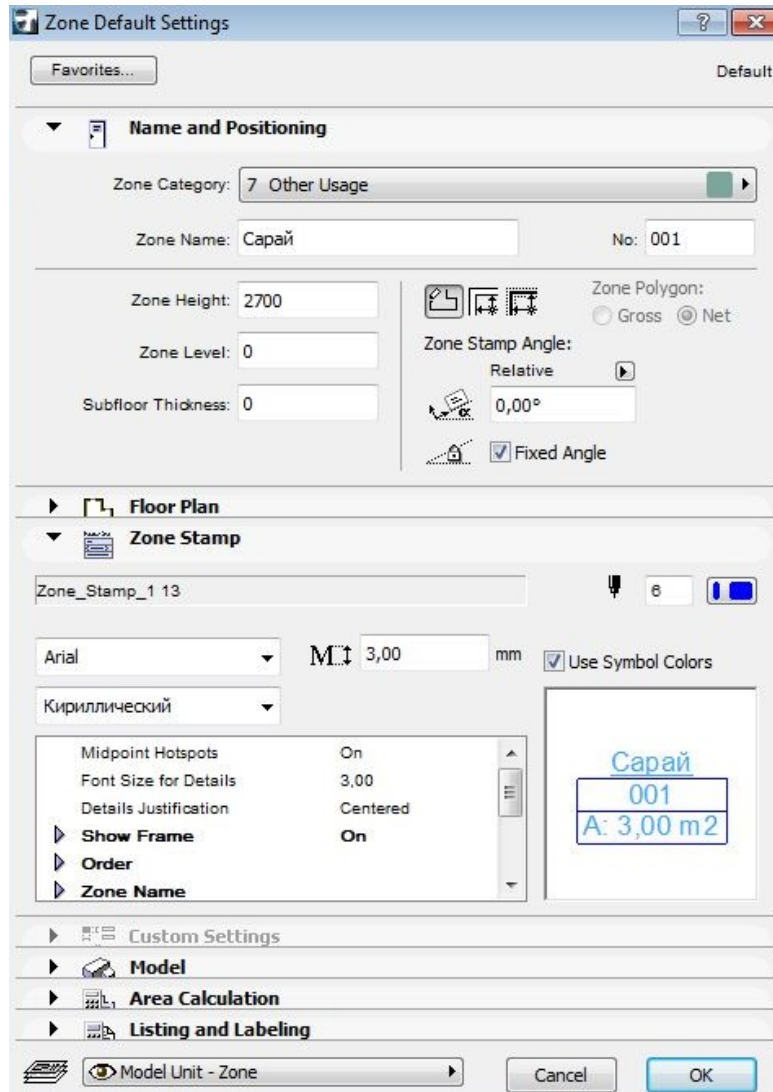 Zone Default Settings
Favorites...
Default
Name and Positioning
Zone Category: 7 Other Usage
Zone Name: Сарай No: 001
Zone Height: 2700
Zone Polygon:
Gross Net
Zone Level: 0
Zone Stamp Angle:
Relative
Subfloor Thickness: 0
α 0,00°
Fixed Angle
Floor Plan
Zone Stamp
Zone_Stamp_1 13 6
Arial M 3,00 mm Use Symbol Colors
Кириллический
Midpoint Hotspots On
Font Size for Details 3,00
Details Justification Centered
Show Frame On
Order
Zone Name
Сарай
001
A: 3,00 m2
Custom Settings
Model
Area Calculation
Listing and Labeling
Model Unit - Zone Cancel OK